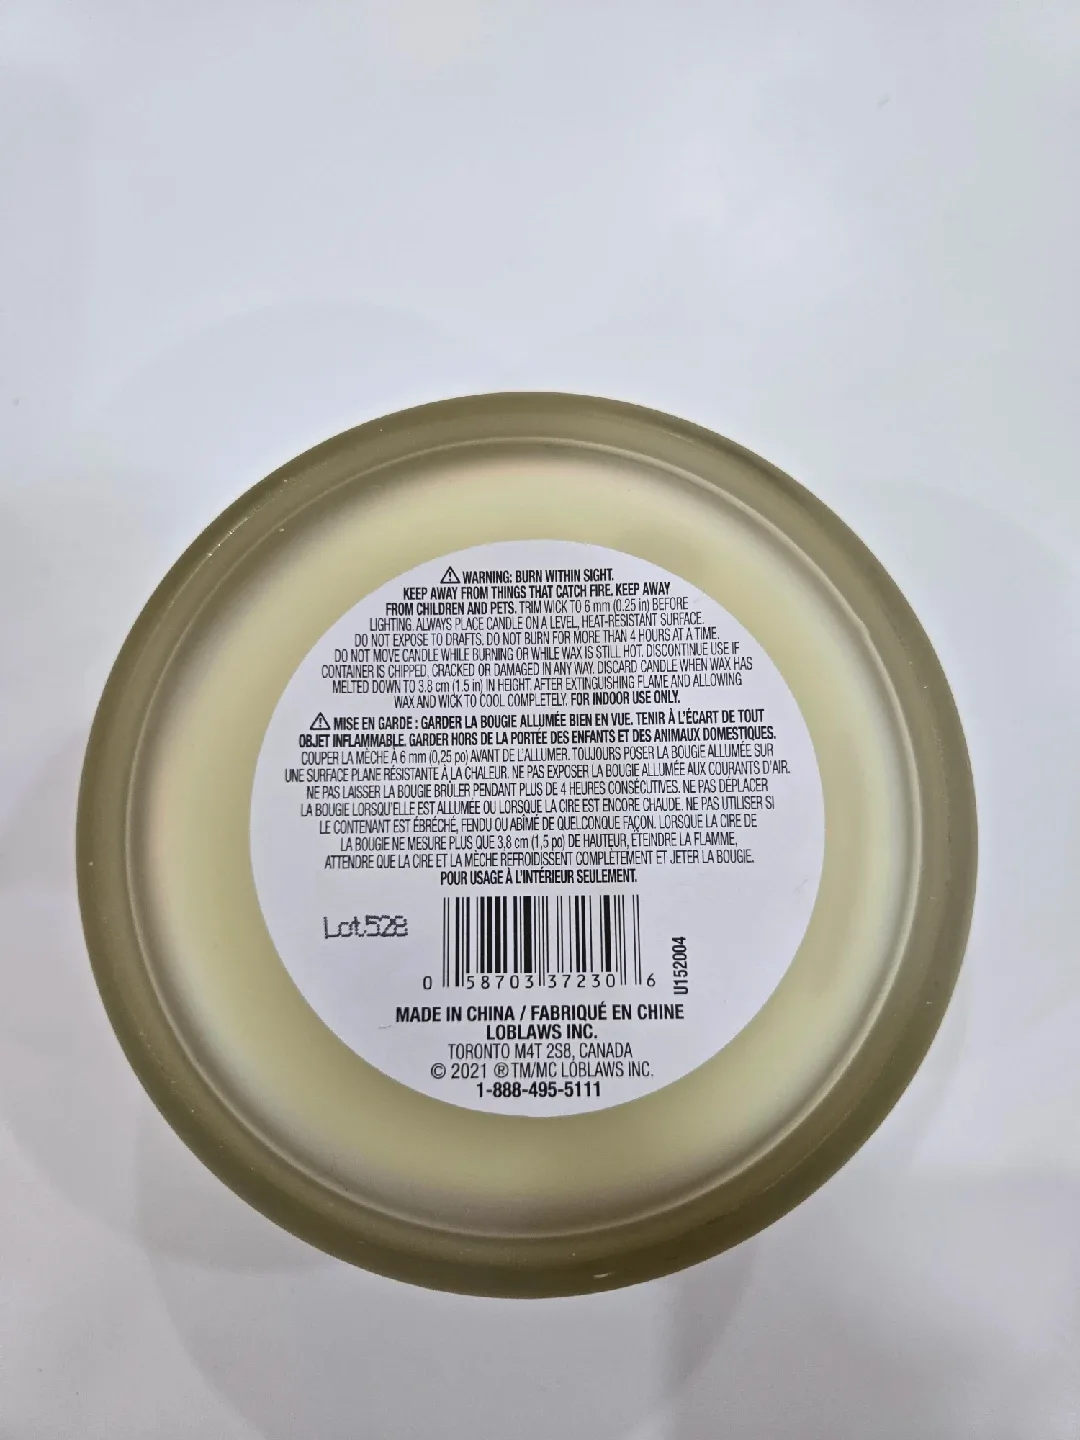 ⚠ WARNING: BURN WITHIN SIGHT.
KEEP AWAY FROM THINGS THAT CATCH FIRE. KEEP AWAY
FROM CHILDREN AND PETS. TRIM WICK TO 6 mm (0.25 in) BEFORE
LIGHTING. ALWAYS PLACE CANDLE ON A LEVEL, HEAT-RESISTANT SURFACE.
DO NOT EXPOSE TO DRAFTS. DO NOT BURN FOR MORE THAN 4 HOURS AT A TIME.
DO NOT MOVE CANDLE WHILE BURNING OR WHILE WAX IS STILL HOT. DISCONTINUE USE IF
CONTAINER IS CHIPPED, CRACKED OR DAMAGED IN ANY WAY. DISCARD CANDLE WHEN WAX HAS
MELTED DOWN TO 3.8 cm (1.5 in) IN HEIGHT AFTER EXTINGUISHING FLAME AND ALLOWING
WAX AND WICK TO COOL COMPLETELY. FOR INDOOR USE ONLY.
⚠ MISE EN GARDE : GARDER LA BOUGIE ALLUMÉE BIEN EN VUE. TENIR À L'ÉCART DE TOUT
OBJET INFLAMMABLE. GARDER HORS DE LA PORTÉE DES ENFANTS ET DES ANIMAUX DOMESTIQUES.
COUPER LA MÈCHE À 6 mm (0,25 po) AVANT DE L'ALLUMER. TOUJOURS POSER LA BOUGIE ALLUMÉE SUR
UNE SURFACE PLANE RÉSISTANTE À LA CHALEUR. NE PAS EXPOSER LA BOUGIE ALLUMÉE AUX COURANTS D'AIR.
NE PAS LAISSER LA BOUGIE BRÛLER PENDANT PLUS DE 4 HEURES CONSÉCUTIVES. NE PAS DÉPLACER
LA BOUGIE LORSQU'ELLE EST ALLUMÉE OU LORSQUE LA CIRE EST ENCORE CHAUDE. NE PAS UTILISER SI
LE CONTENANT EST ÉBRÉCHÉ, FENDU OU ABÎMÉ DE QUELCONQUE FAÇON. LORSQUE LA CIRE DE
LA BOUGIE NE MESURE PLUS QUE 3,8 cm (1,5 po) DE HAUTEUR, ÉTEINDRE LA FLAMME,
ATTENDRE QUE LA CIRE ET LA MÈCHE REFROIDISSENT COMPLÈTEMENT ET JETER LA BOUGIE.
POUR USAGE À L'INTÉRIEUR SEULEMENT.
Lot528
0 58703 37230 6
U152004
MADE IN CHINA / FABRIQUÉ EN CHINE
LOBLAWS INC.
TORONTO M4T 2S8, CANADA
© 2021 ®TM/MC LOBLAWS INC.
1-888-495-5111